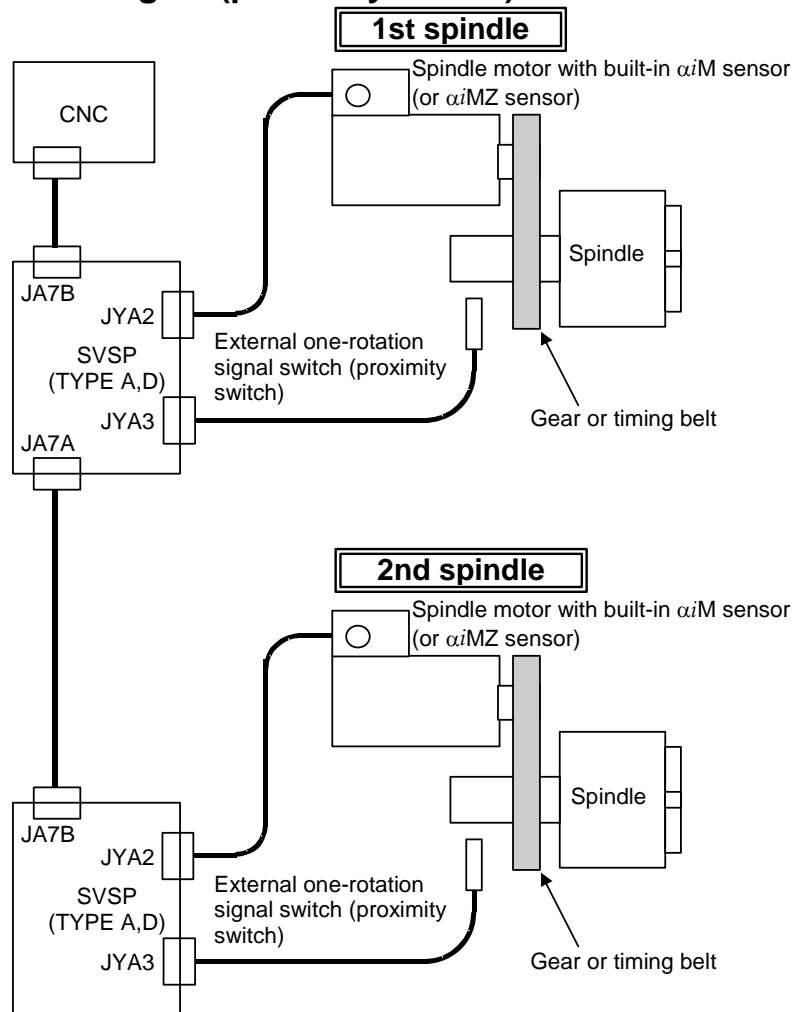 1st spindle
Spindle motor with built-in αiM sensor
(or αiMZ sensor)
CNC
Spindle
JA7B
JYA2
External one-rotation
signal switch (proximity
switch)
SVSP
(TYPE A,D)
JYA3
Gear or timing belt
JA7A
2nd spindle
Spindle motor with built-in αiM sensor
(or αiMZ sensor)
Spindle
JA7B
JYA2
External one-rotation
signal switch (proximity
switch)
SVSP
(TYPE A,D)
JYA3
Gear or timing belt